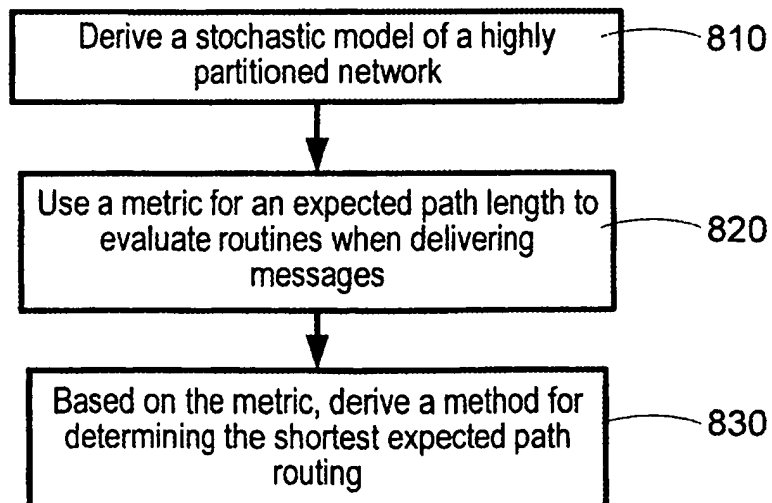 Derive a stochastic model of a highly
partitioned network
810
Use a metric for an expected path length to
evaluate routines when delivering
messages
820
Based on the metric, derive a method for
determining the shortest expected path
routing
830